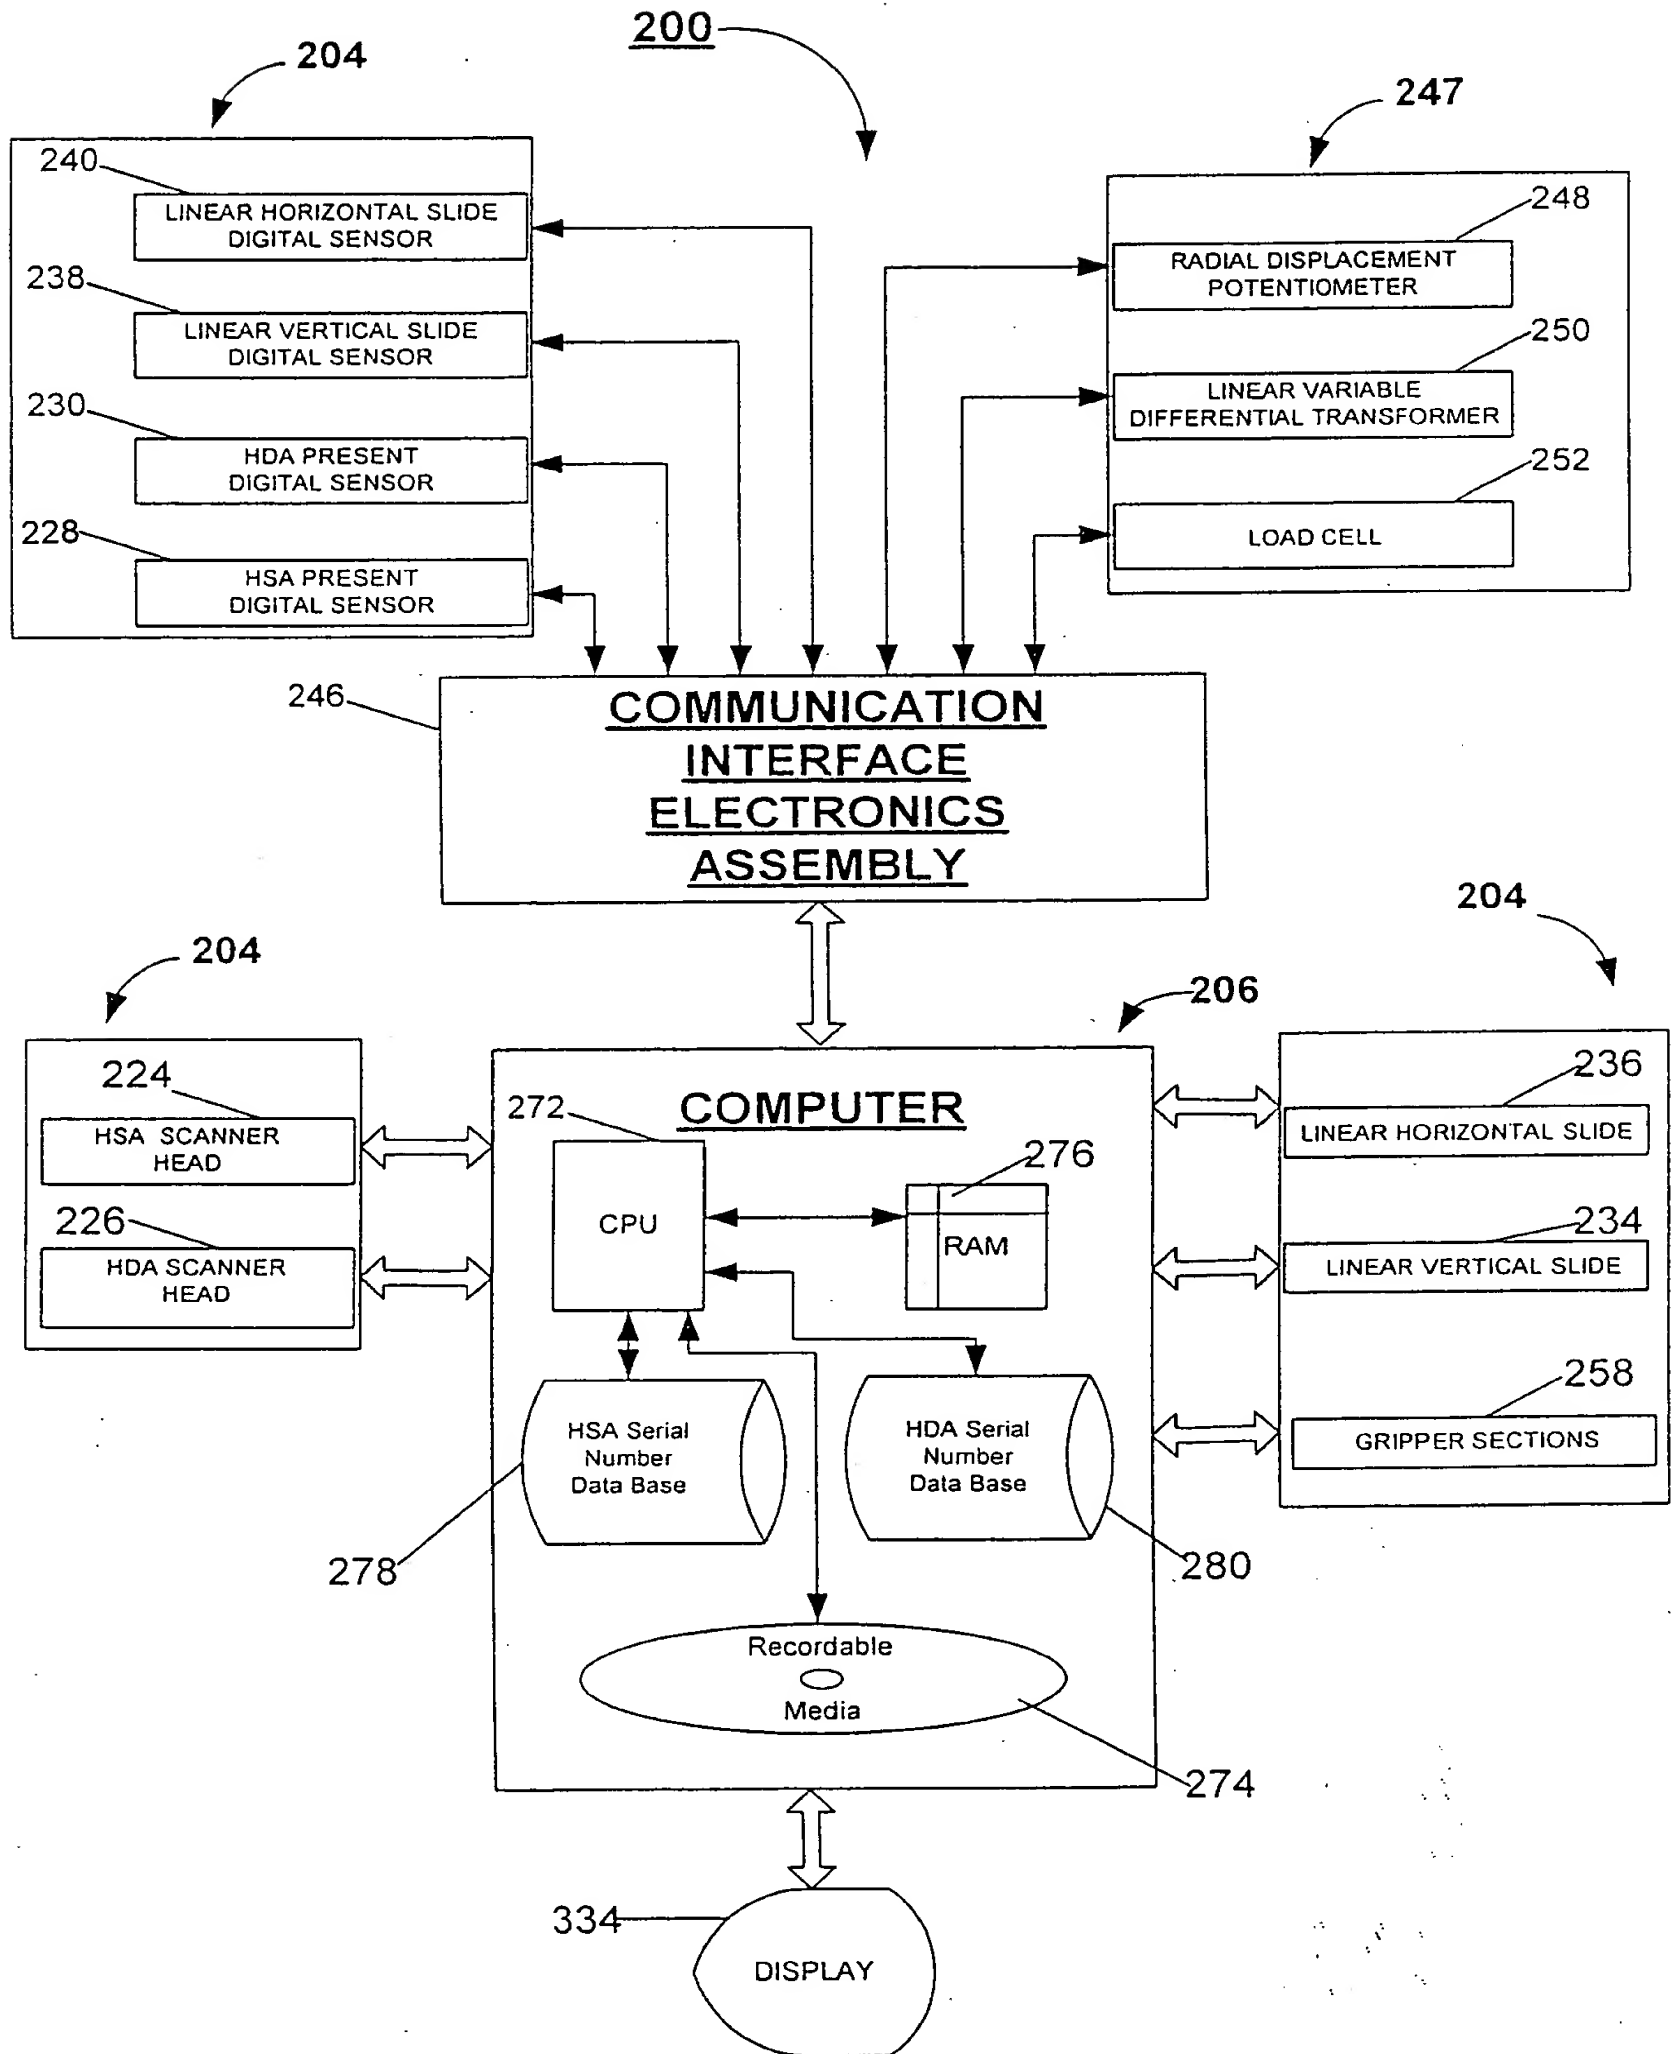 200
204
240
LINEAR HORIZONTAL SLIDE
DIGITAL SENSOR
238
LINEAR VERTICAL SLIDE
DIGITAL SENSOR
230
HDA PRESENT
DIGITAL SENSOR
228
HSA PRESENT
DIGITAL SENSOR
247
248
RADIAL DISPLACEMENT
POTENTIOMETER
250
LINEAR VARIABLE
DIFFERENTIAL TRANSFORMER
252
LOAD CELL
246
COMMUNICATION
INTERFACE
ELECTRONICS
ASSEMBLY
204
224
HSA SCANNER
HEAD
226
HDA SCANNER
HEAD
206
COMPUTER
272
CPU
276
RAM
HSA Serial
Number
Data Base
278
HDA Serial
Number
Data Base
280
Recordable
Media
274
204
236
LINEAR HORIZONTAL SLIDE
234
LINEAR VERTICAL SLIDE
258
GRIPPER SECTIONS
334
DISPLAY